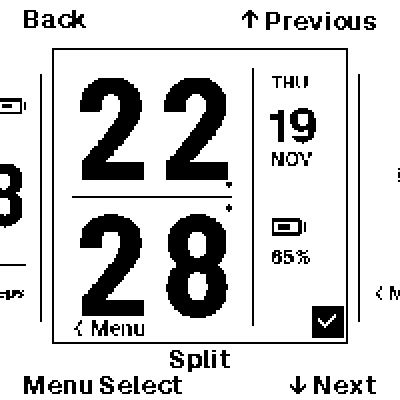 Back
↑ Previous
22
THU
19
NOV
28
65%
< Menu
Split
Menu Select
↓ Next